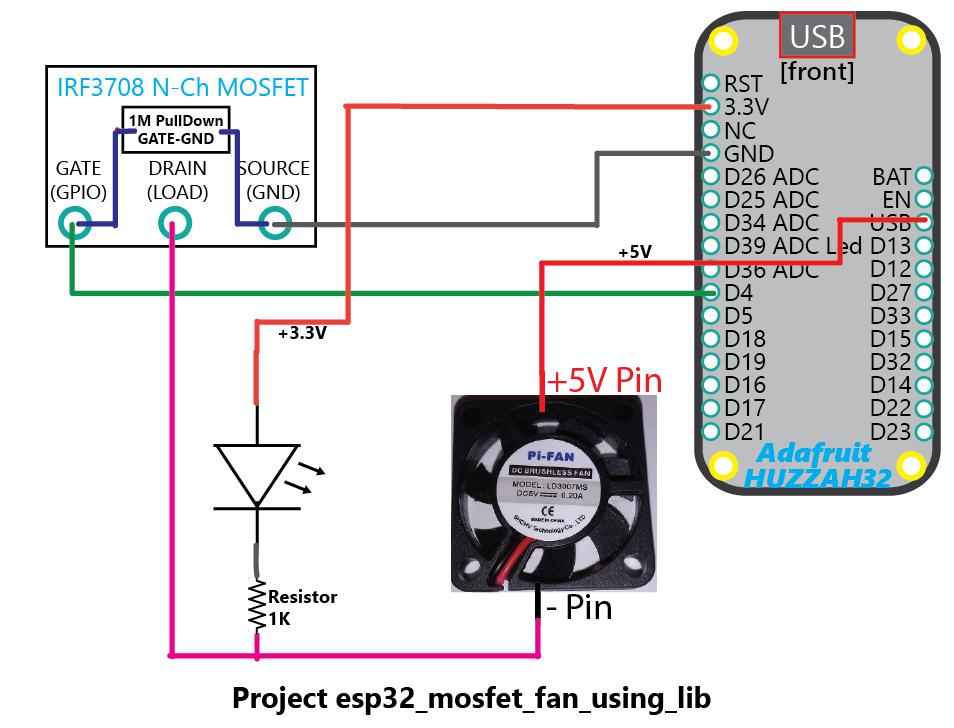 USB
[front]
IRF3708 N-Ch MOSFET
1M PullDown
GATE-GND
GATE
(GPIO)
DRAIN
(LOAD)
SOURCE
(GND)
RST
3.3V
NC
GND
D26 ADC
D25 ADC
D34 ADC
D39 ADC Led
D36 ADC
D4
D5
D18
D19
D16
D17
D21
BAT
EN
USB
D13
D12
D27
D33
D15
D32
D14
D22
D23
Adafruit
HUZZAH32
+5V
+3.3V
+5V Pin
Pi-FAN
DC BRUSHLESS FAN
MODEL: LD3007MS
DC5V 0.20A
CE
MADE IN CHINA
SHCHV Technology Co., LTD
- Pin
Resistor
1K
Project esp32_mosfet_fan_using_lib